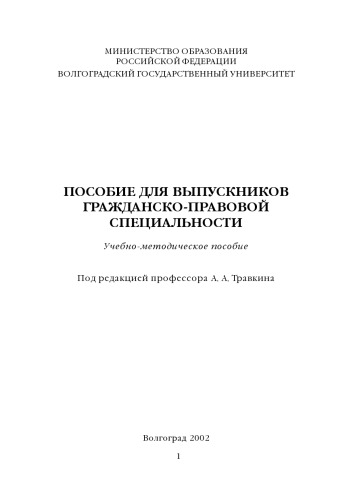 МИНИСТЕРСТВО ОБРАЗОВАНИЯ
РОССИЙСКОЙ ФЕДЕРАЦИИ
ВОЛГОГРАДСКИЙ ГОСУДАРСТВЕННЫЙ УНИВЕРСИТЕТ
ПОСОБИЕ ДЛЯ ВЫПУСКНИКОВ
ГРАЖДАНСКО-ПРАВОВОЙ
СПЕЦИАЛЬНОСТИ
Учебно-методическое пособие
Под редакцией профессора А. А. Травкина
Волгоград 2002
1